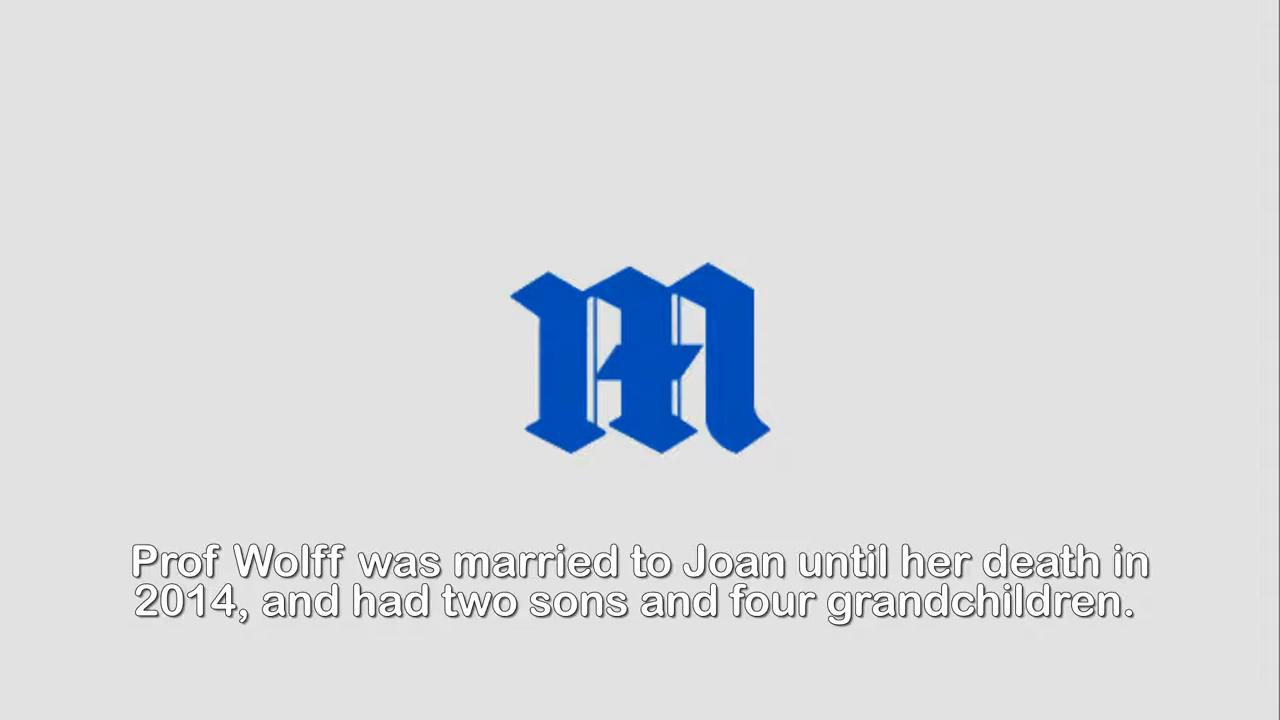 Prof Wolff was married to Joan until her death in
2014, and had two sons and four grandchildren.